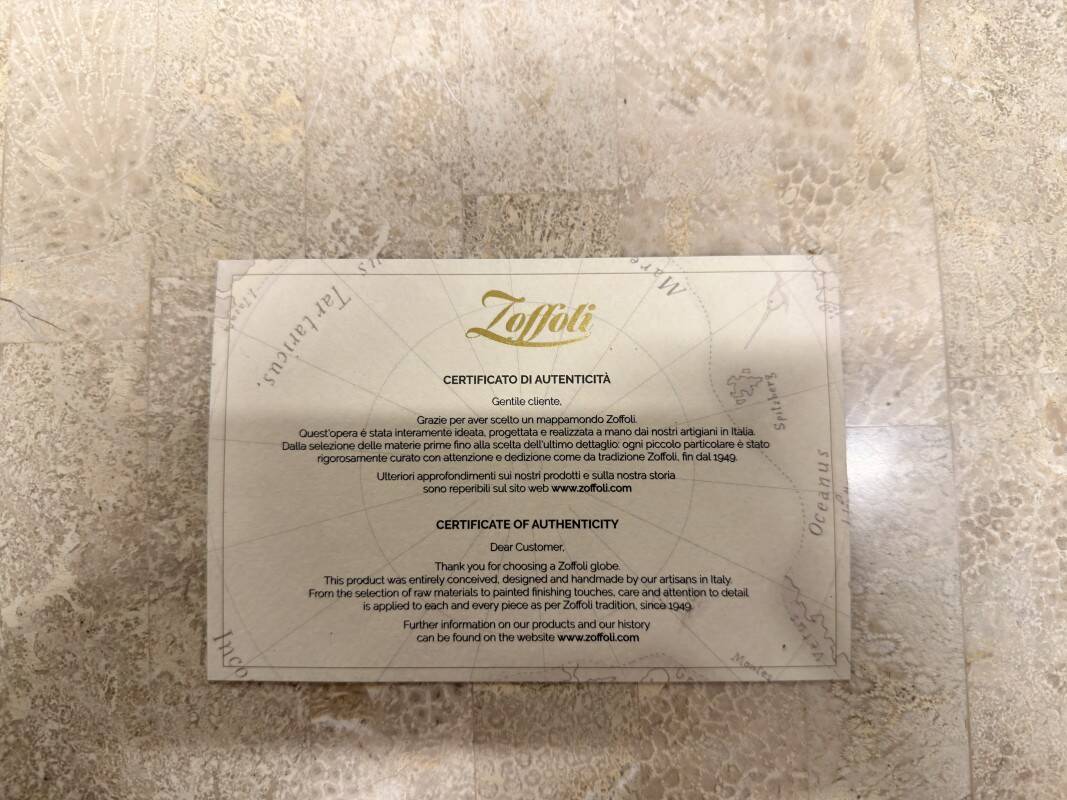 Zoffoli
CERTIFICATO DI AUTENTICITÀ
Gentile cliente,
Grazie per aver scelto un mappamondo Zoffoli.
Quest'opera é stata interamente ideata, progettata e realizzata a mano dai nostri artigiani in Italia.
Dalla selezione delle materie prime fino alla scelta dell'ultimo dettaglio: ogni piccolo particolare è stato
rigorosamente curato con attenzione e dedizione come da tradizione Zoffoli, fin dal 1949.
Ulteriori approfondimenti sui nostri prodotti e sulla nostra storia
sono reperibili sul sito web www.zoffoli.com
CERTIFICATE OF AUTHENTICITY
Dear Customer,
Thank you for choosing a Zoffoli globe.
This product was entirely conceived, designed and handmade by our artisans in Italy.
From the selection of raw materials to painted finishing touches, care and attention to detail
is applied to each and every piece as per Zoffoli tradition, since 1949.
Further information on our products and our history
can be found on the website www.zoffoli.com
Tartaricus.
Mare
Spitzberg
Oceanus